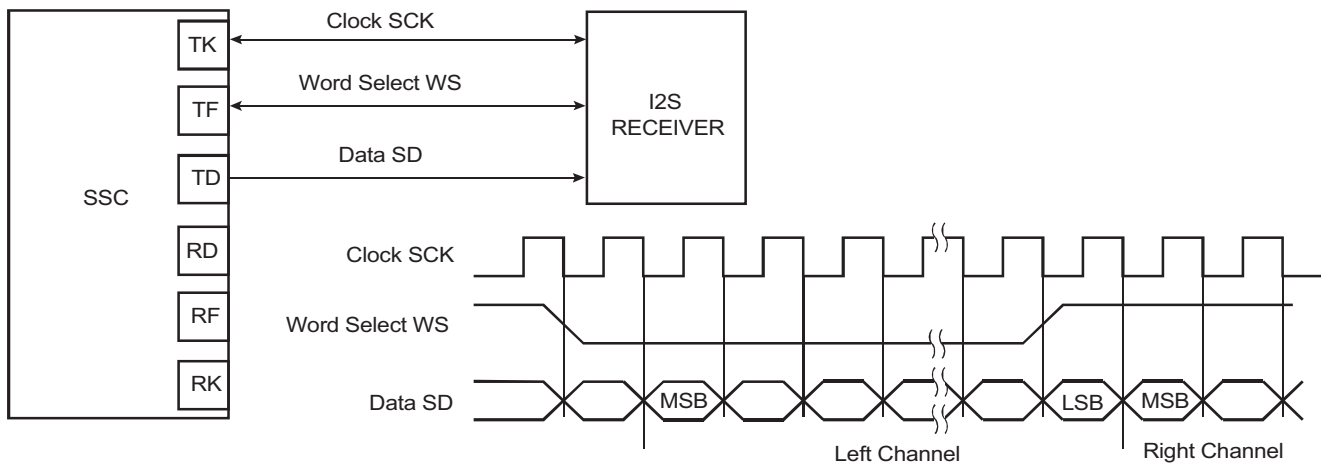 Clock SCK
TK
Word Select WS
TF
I2S
RECEIVER
Data SD
TD
SSC
RD
RF
RK
Clock SCK
Word Select WS
Data SD
MSB
LSB
MSB
Left Channel
Right Channel